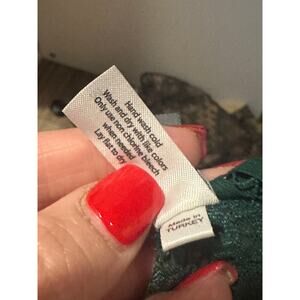 Hand wash cold
Wash and dry with like colors
Only use non chlorine bleech
when needed
Lay flat to dry
Made in
TURKEY